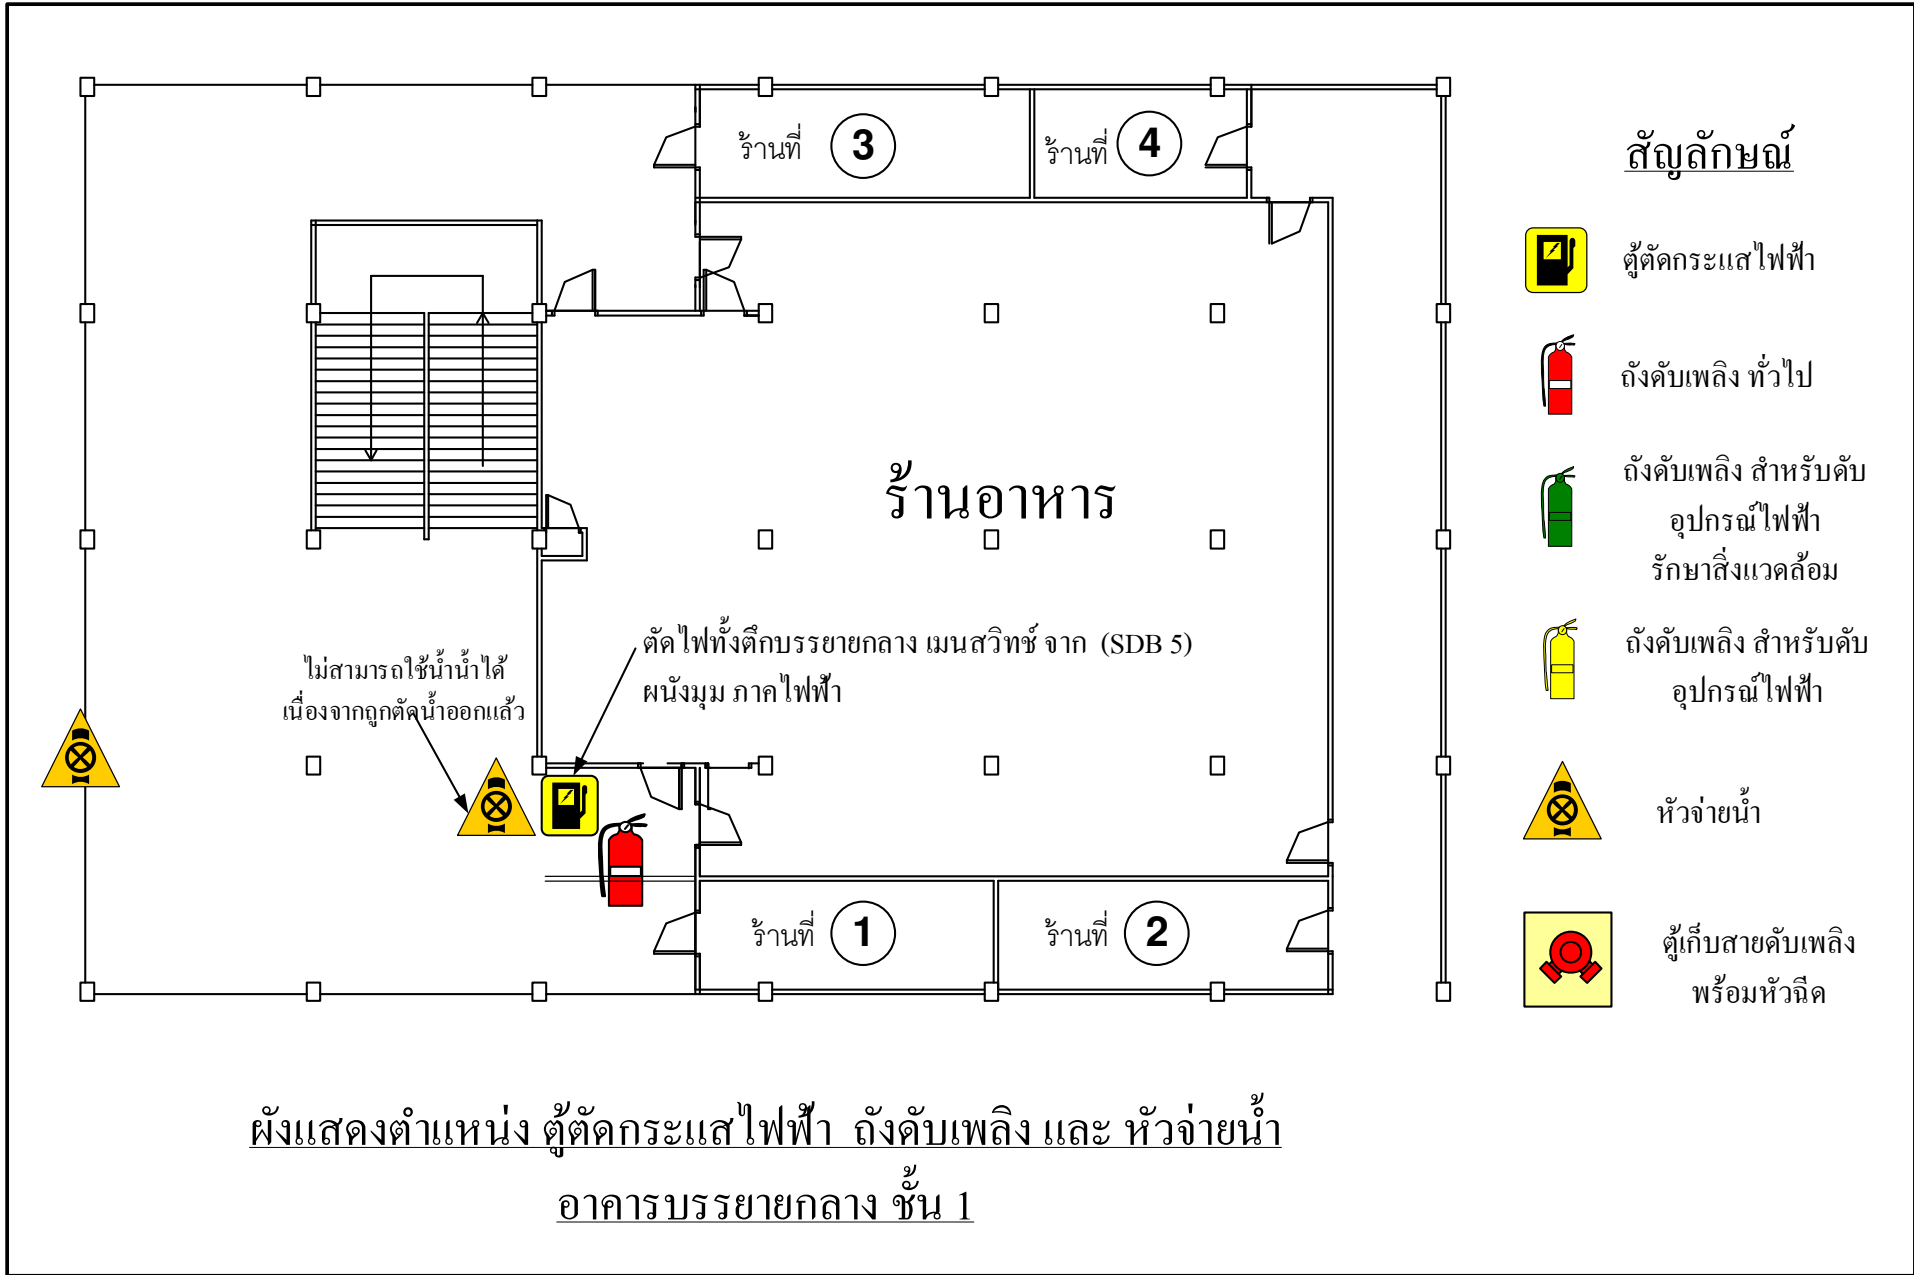 ร้านที่ 3
ร้านที่ 4
สัญลักษณ์
ตู้ตัดกระแสไฟฟ้า
ถังดับเพลิง ทั่วไป
ถังดับเพลิง สำหรับดับ
อุปกรณ์ไฟฟ้า
รักษาสิ่งแวดล้อม
ถังดับเพลิง สำหรับดับ
อุปกรณ์ไฟฟ้า
หัวจ่ายน้ำ
ตู้เก็บสายดับเพลิง
พร้อมหัวฉีด
ร้านอาหาร
ตัดไฟทั้งตึกบรรยายกลาง เมนสวิทช์ จาก (SDB 5)
ผนังมุม ภาคไฟฟ้า
ไม่สามารถใช้น้ำน้ำได้
เนื่องจากถูกตัดน้ำออกแล้ว
ร้านที่ 1
ร้านที่ 2
ผังแสดงตำแหน่ง ตู้ตัดกระแสไฟฟ้า ถังดับเพลิง และ หัวจ่ายน้ำ
อาคารบรรยายกลาง ชั้น 1